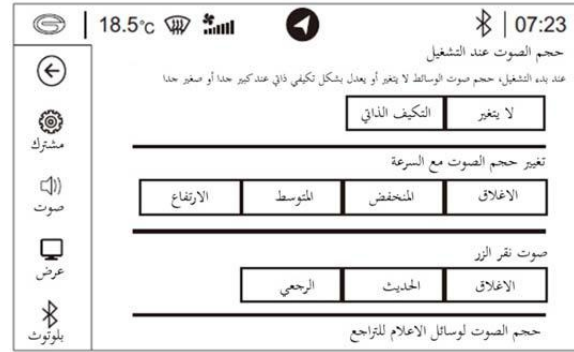 18.5°c 07:23
حجم الصوت عند التشغيل
عند بدء التشغيل، حجم صوت الوسائط لا يتغير أو يعدل بشكل تكيفي ذاتي عند كبير جدا أو صغير جدا
لا يتغير التكيف الذاتي
تغيير حجم الصوت مع السرعة
الاغلاق المنخفض المتوسط الارتفاع
صوت نقر الزر
الاغلاق الحديث الرجعي
حجم الصوت لوسائل الاعلام للتراجع
مشترك
صوت
عرض
بلوتوث